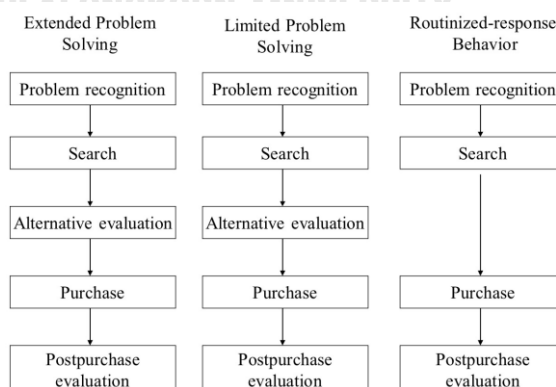 Extended Problem
Solving
Limited Problem
Solving
Routinized-response
Behavior
Problem recognition
Problem recognition
Problem recognition
Search
Search
Search
Alternative evaluation
Alternative evaluation
Purchase
Purchase
Purchase
Postpurchase
evaluation
Postpurchase
evaluation
Postpurchase
evaluation